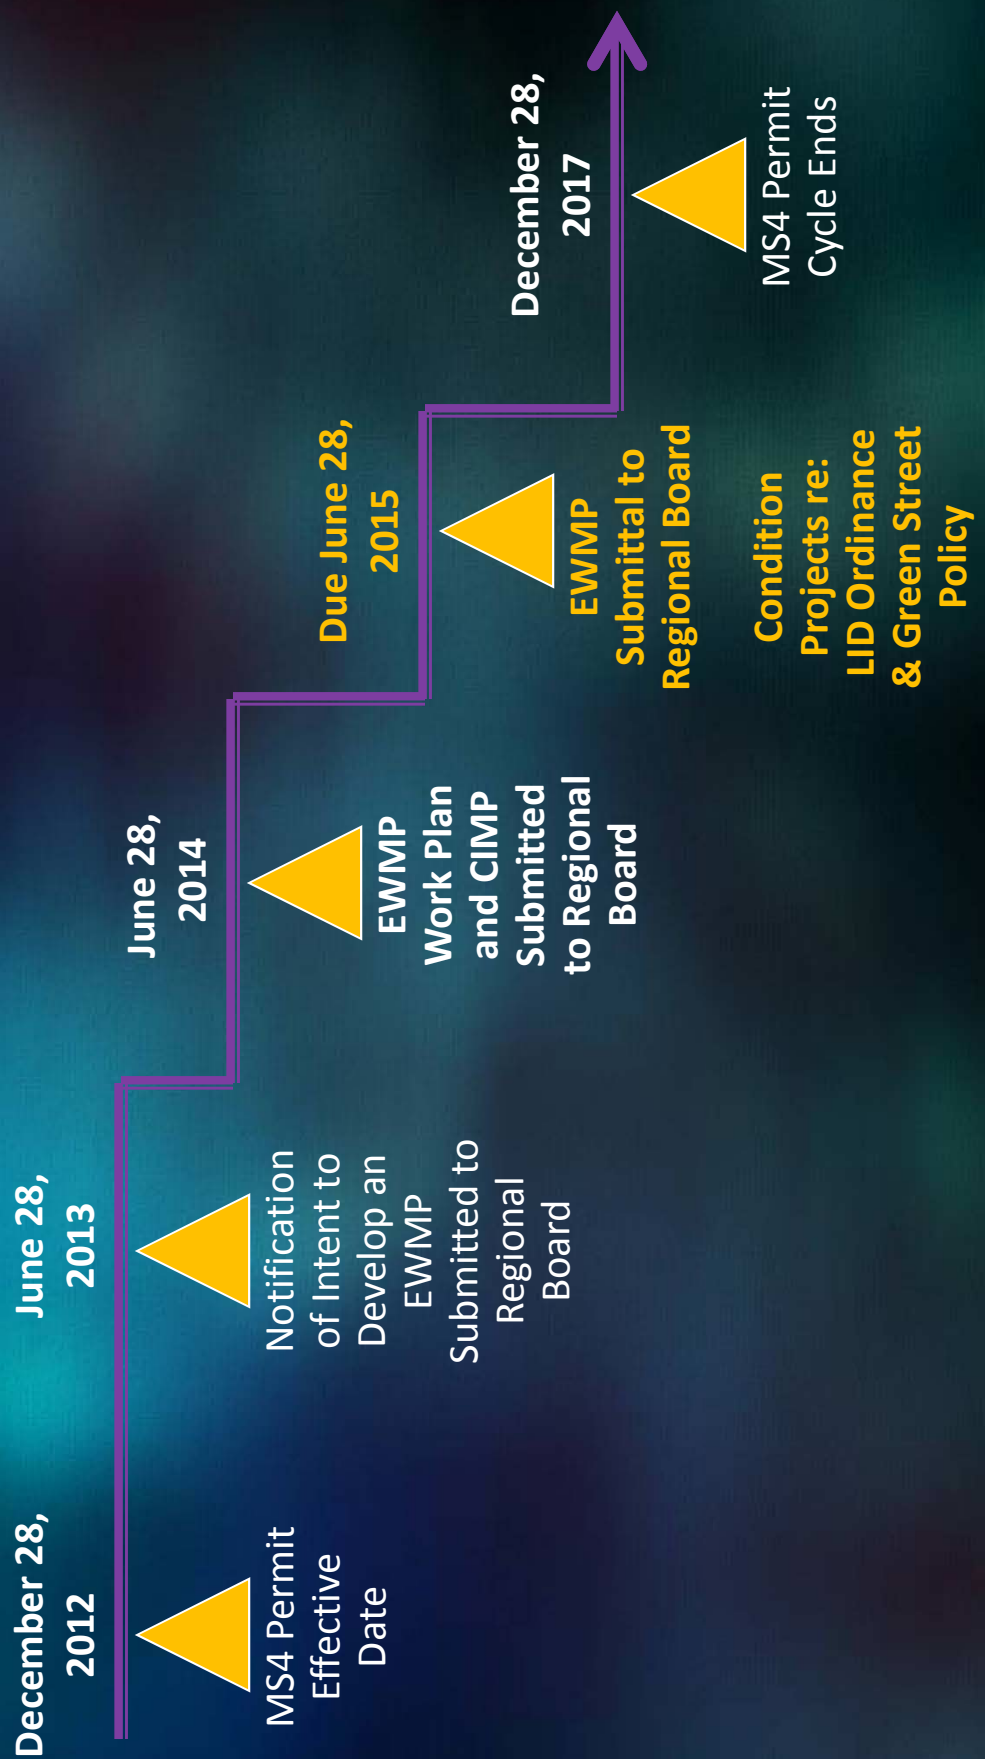 December 28,
2012
MS4 Permit
Effective
Date
June 28,
2013
Notification
of Intent to
Develop an
EWMP
Submitted to
Regional
Board
June 28,
2014
EWMP
Work Plan
and CIMP
Submitted
to Regional
Board
Due June 28,
2015
EWMP
Submittal to
Regional Board
Condition
Projects re:
LID Ordinance
& Green Street
Policy
December 28,
2017
MS4 Permit
Cycle Ends